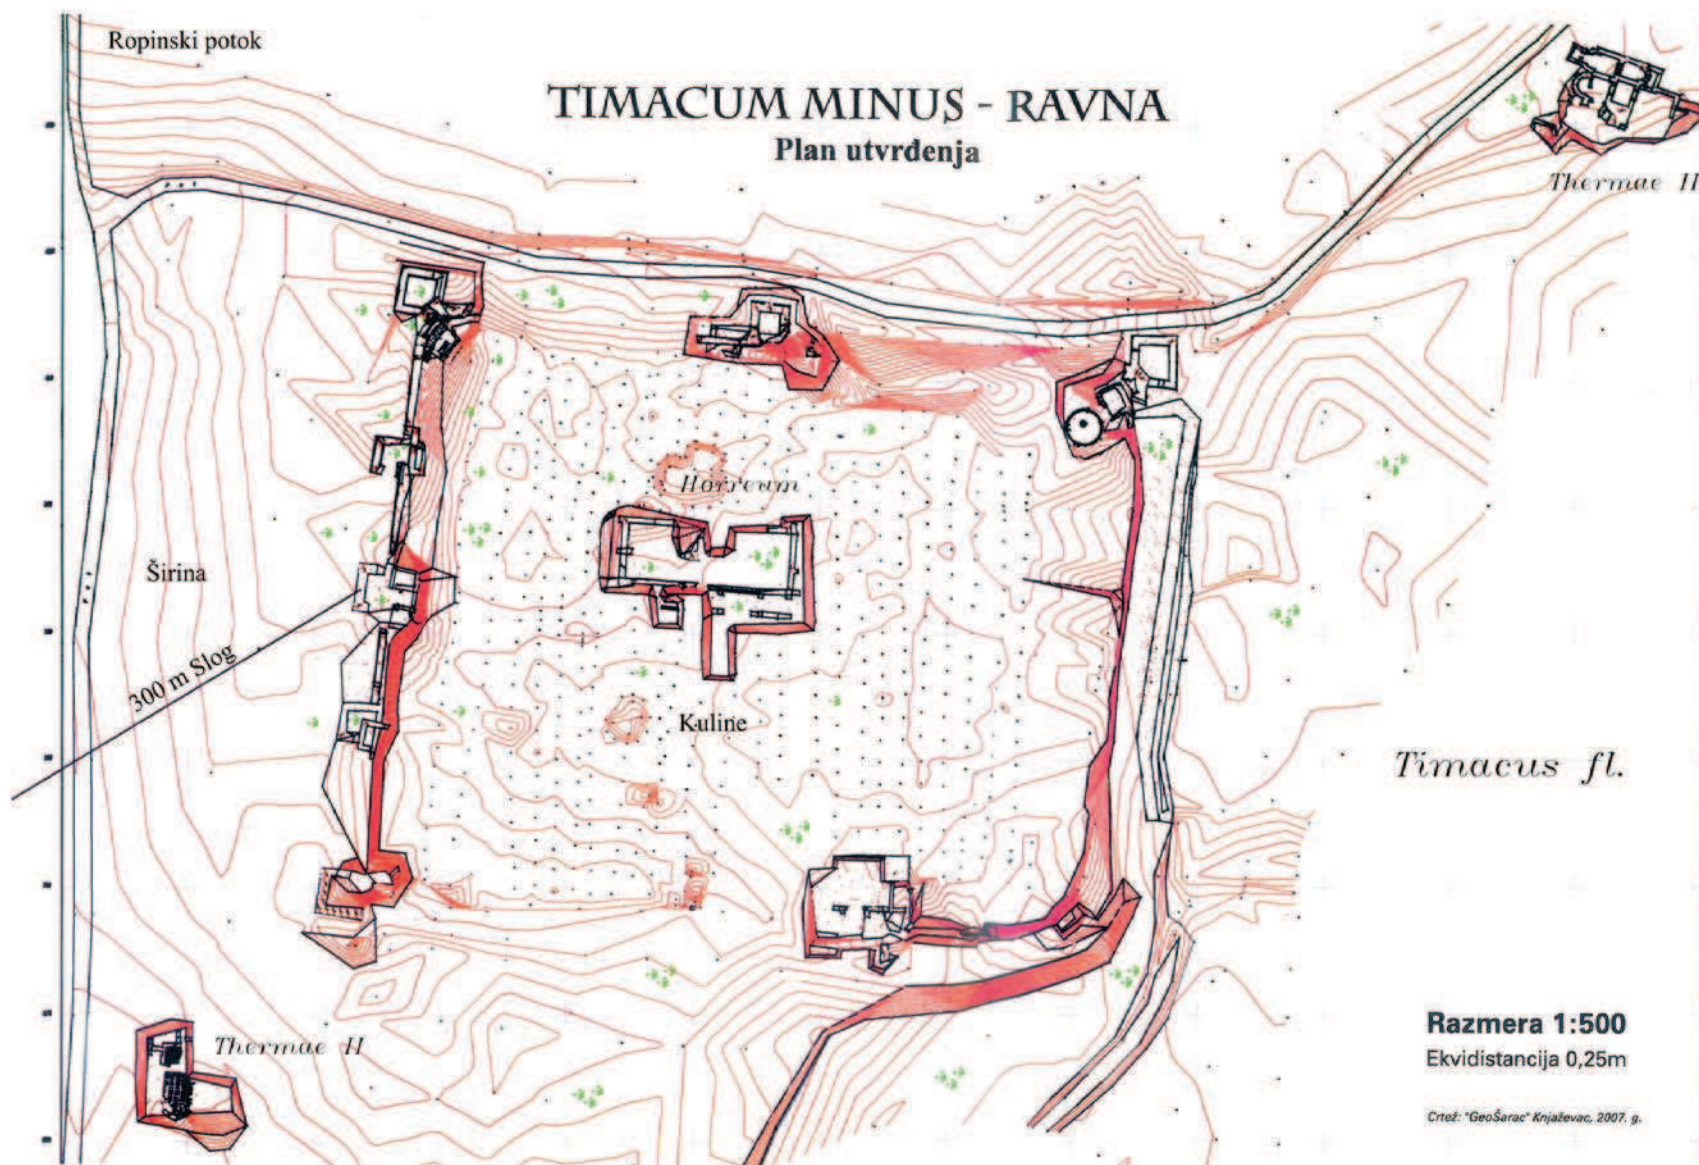 Ropinski potok
TIMACUM MINUS - RAVNA
Plan utvrđenja
Thermae II
Horreum
Širina
300 m Slog
Kuline
Timacus fl.
Thermae II
Razmera 1:500
Ekvidistancija 0,25m
Crtež: "GeoŠarac" Knjaževac, 2007. g.